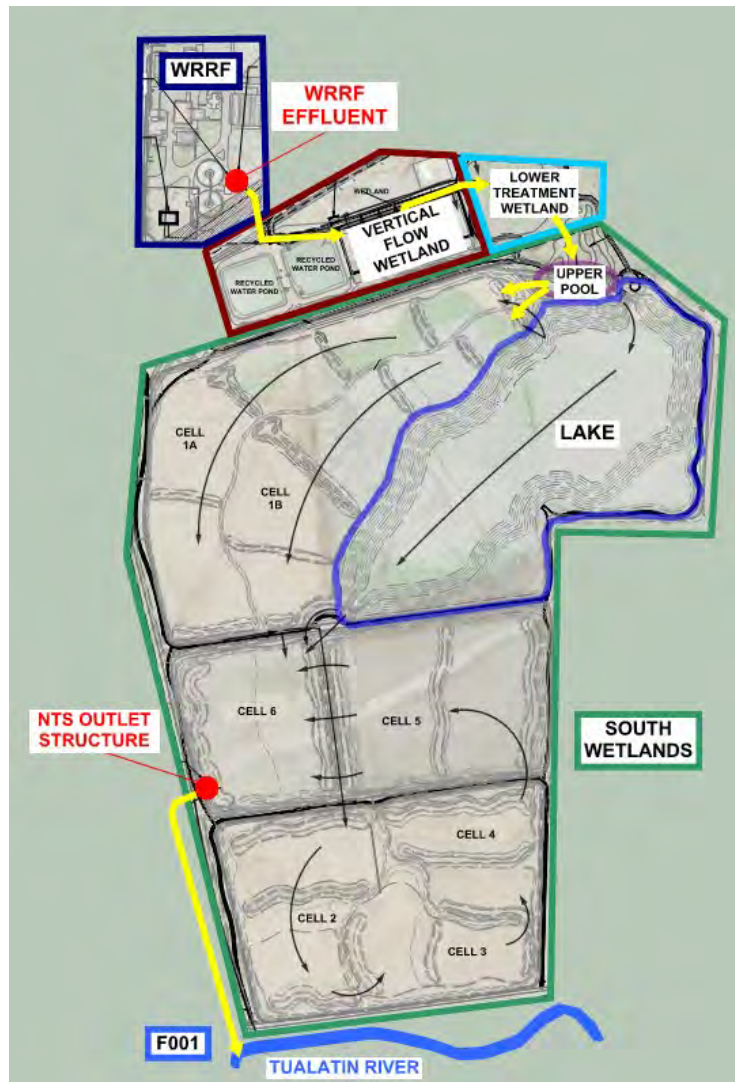 WRRF
WRRF
EFFLUENT
WETLAND
LOWER
TREATMENT
WETLAND
VERTICAL
FLOW
WETLAND
RECYCLED
WATER POND
RECYCLED
WATER POND
UPPER
POOL
LAKE
CELL
1A
CELL
1B
CELL 6
CELL 5
NTS OUTLET
STRUCTURE
SOUTH
WETLANDS
CELL 4
CELL 2
CELL 3
F001
TUALATIN RIVER